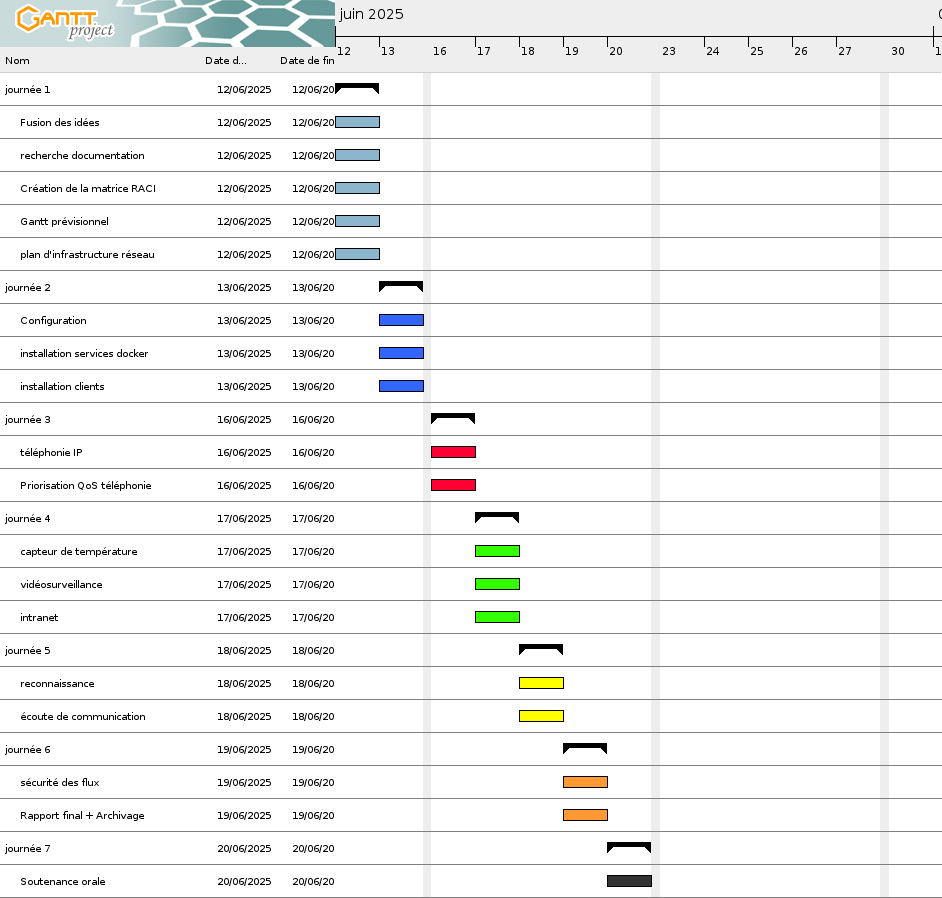 GANTT project
juin 2025
12 13 16 17 18 19 20 23 24 25 26 27 30 1
Nom Date d... Date de fin
journée 1 12/06/2025 12/06/20
Fusion des idées 12/06/2025 12/06/20
recherche documentation 12/06/2025 12/06/20
Création de la matrice RACI 12/06/2025 12/06/20
Gantt prévisionnel 12/06/2025 12/06/20
plan d'infrastructure réseau 12/06/2025 12/06/20
journée 2 13/06/2025 13/06/20
Configuration 13/06/2025 13/06/20
installation services docker 13/06/2025 13/06/20
installation clients 13/06/2025 13/06/20
journée 3 16/06/2025 16/06/20
téléphonie IP 16/06/2025 16/06/20
Priorisation QoS téléphonie 16/06/2025 16/06/20
journée 4 17/06/2025 17/06/20
capteur de température 17/06/2025 17/06/20
vidéosurveillance 17/06/2025 17/06/20
intranet 17/06/2025 17/06/20
journée 5 18/06/2025 18/06/20
reconnaissance 18/06/2025 18/06/20
écoute de communication 18/06/2025 18/06/20
journée 6 19/06/2025 19/06/20
sécurité des flux 19/06/2025 19/06/20
Rapport final + Archivage 19/06/2025 19/06/20
journée 7 20/06/2025 20/06/20
Soutenance orale 20/06/2025 20/06/20